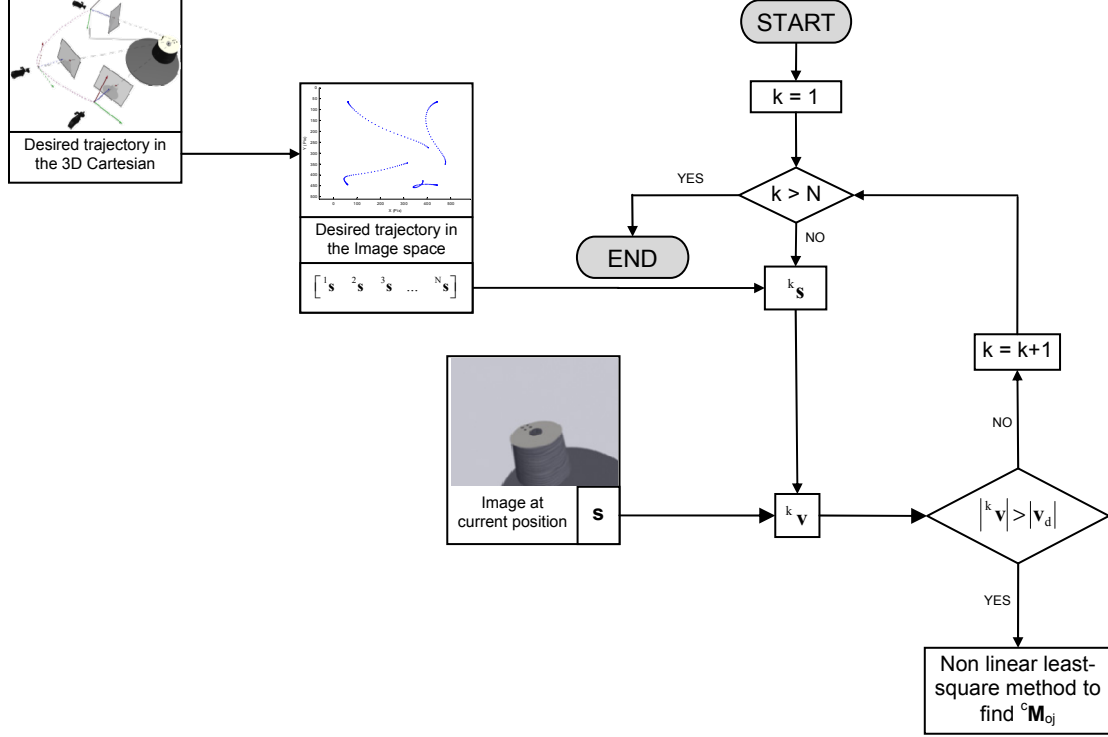 START
k = 1
k > N
YES
NO
END
Desired trajectory in
the 3D Cartesian
Desired trajectory in
the Image space
[¹s ²s ³s ... ᴺs]
ᵏs
k = k+1
NO
Image at
current position
s
ᵏv
|ᵏv|>|v_d|
YES
Non linear least-
square method to
find ᶜM_oj